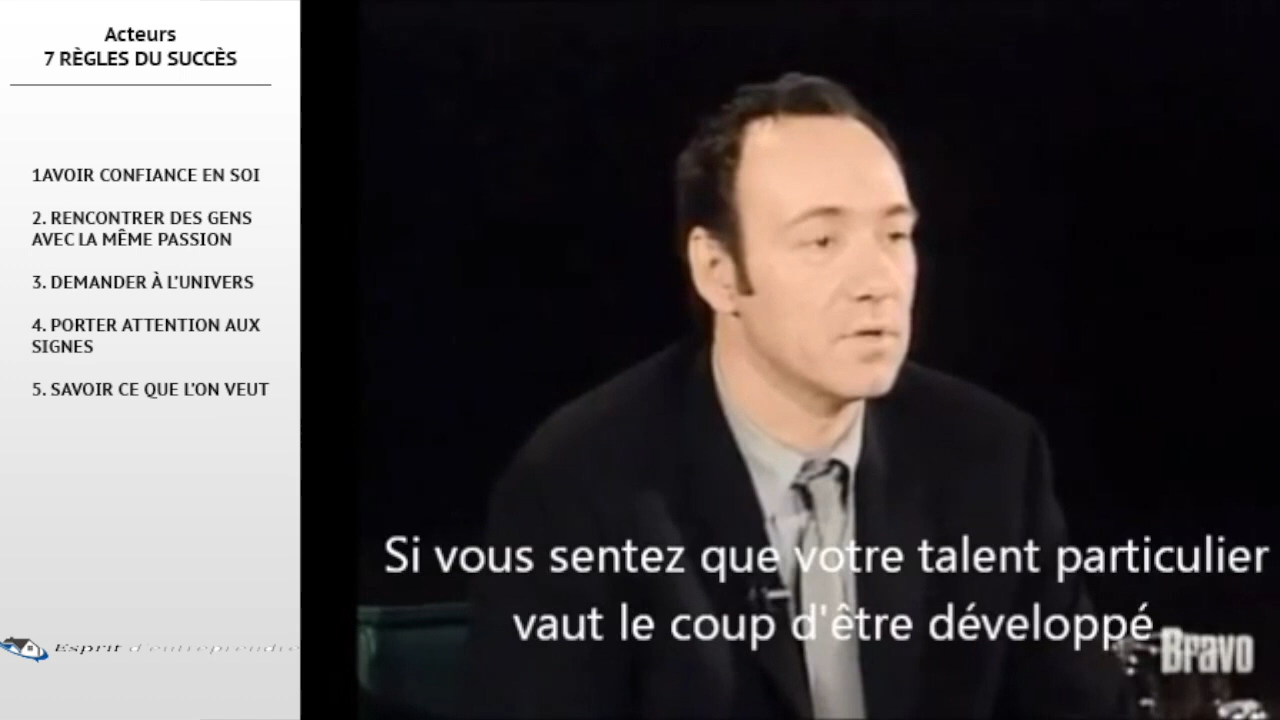 Acteurs
7 RÈGLES DU SUCCÈS
1AVOIR CONFIANCE EN SOI
2. RENCONTRER DES GENS
AVEC LA MÊME PASSION
3. DEMANDER À L'UNIVERS
4. PORTER ATTENTION AUX
SIGNES
5. SAVOIR CE QUE L'ON VEUT
Esprit d'entreprendre
Si vous sentez que votre talent particulier
vaut le coup d'être développé
Bravo